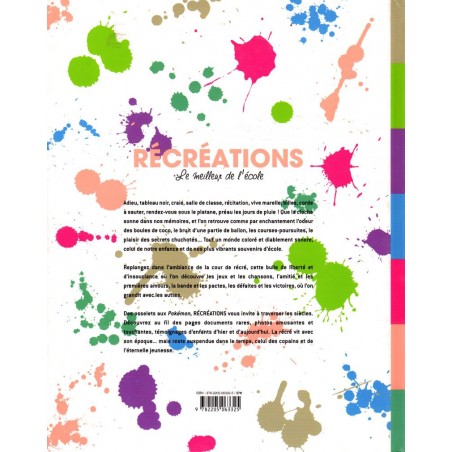 RÉCRÉATIONS
Le meilleur de l'école
Adieu, tableau noir, craie, salle de classe, récitation, vive marelle, billes, corde
à sauter, rendez-vous sous le platane, préau les jours de pluie ! Que la cloche
sonne dans nos mémoires, et l'on retrouve comme par enchantement l'odeur
des boules de coco, le bruit d'une partie de ballon, les courses-poursuites, le
plaisir des secrets chuchotés... Tout un monde coloré et diablement sonore,
celui de notre enfance et de nos plus vibrants souvenirs d'école.
Replongez dans l'ambiance de la cour de récré, cette bulle de liberté et
d'insouciance où l'on découvre les jeux et les chansons, l'amitié et les
premières amours, la bande et les pactes, les défaites et les victoires, où l'on
grandit avec les autres.
Des osselets aux Pokémon, RÉCRÉATIONS vous invite à traverser les siècles.
Découvrez au fil des pages documents rares, photos amusantes et
touchantes, témoignages d'enfants d'hier et d'aujourd'hui. La récré vit avec
son époque... mais reste suspendue dans le temps, celui des copains et de
l'éternelle jeunesse.
9782205063325